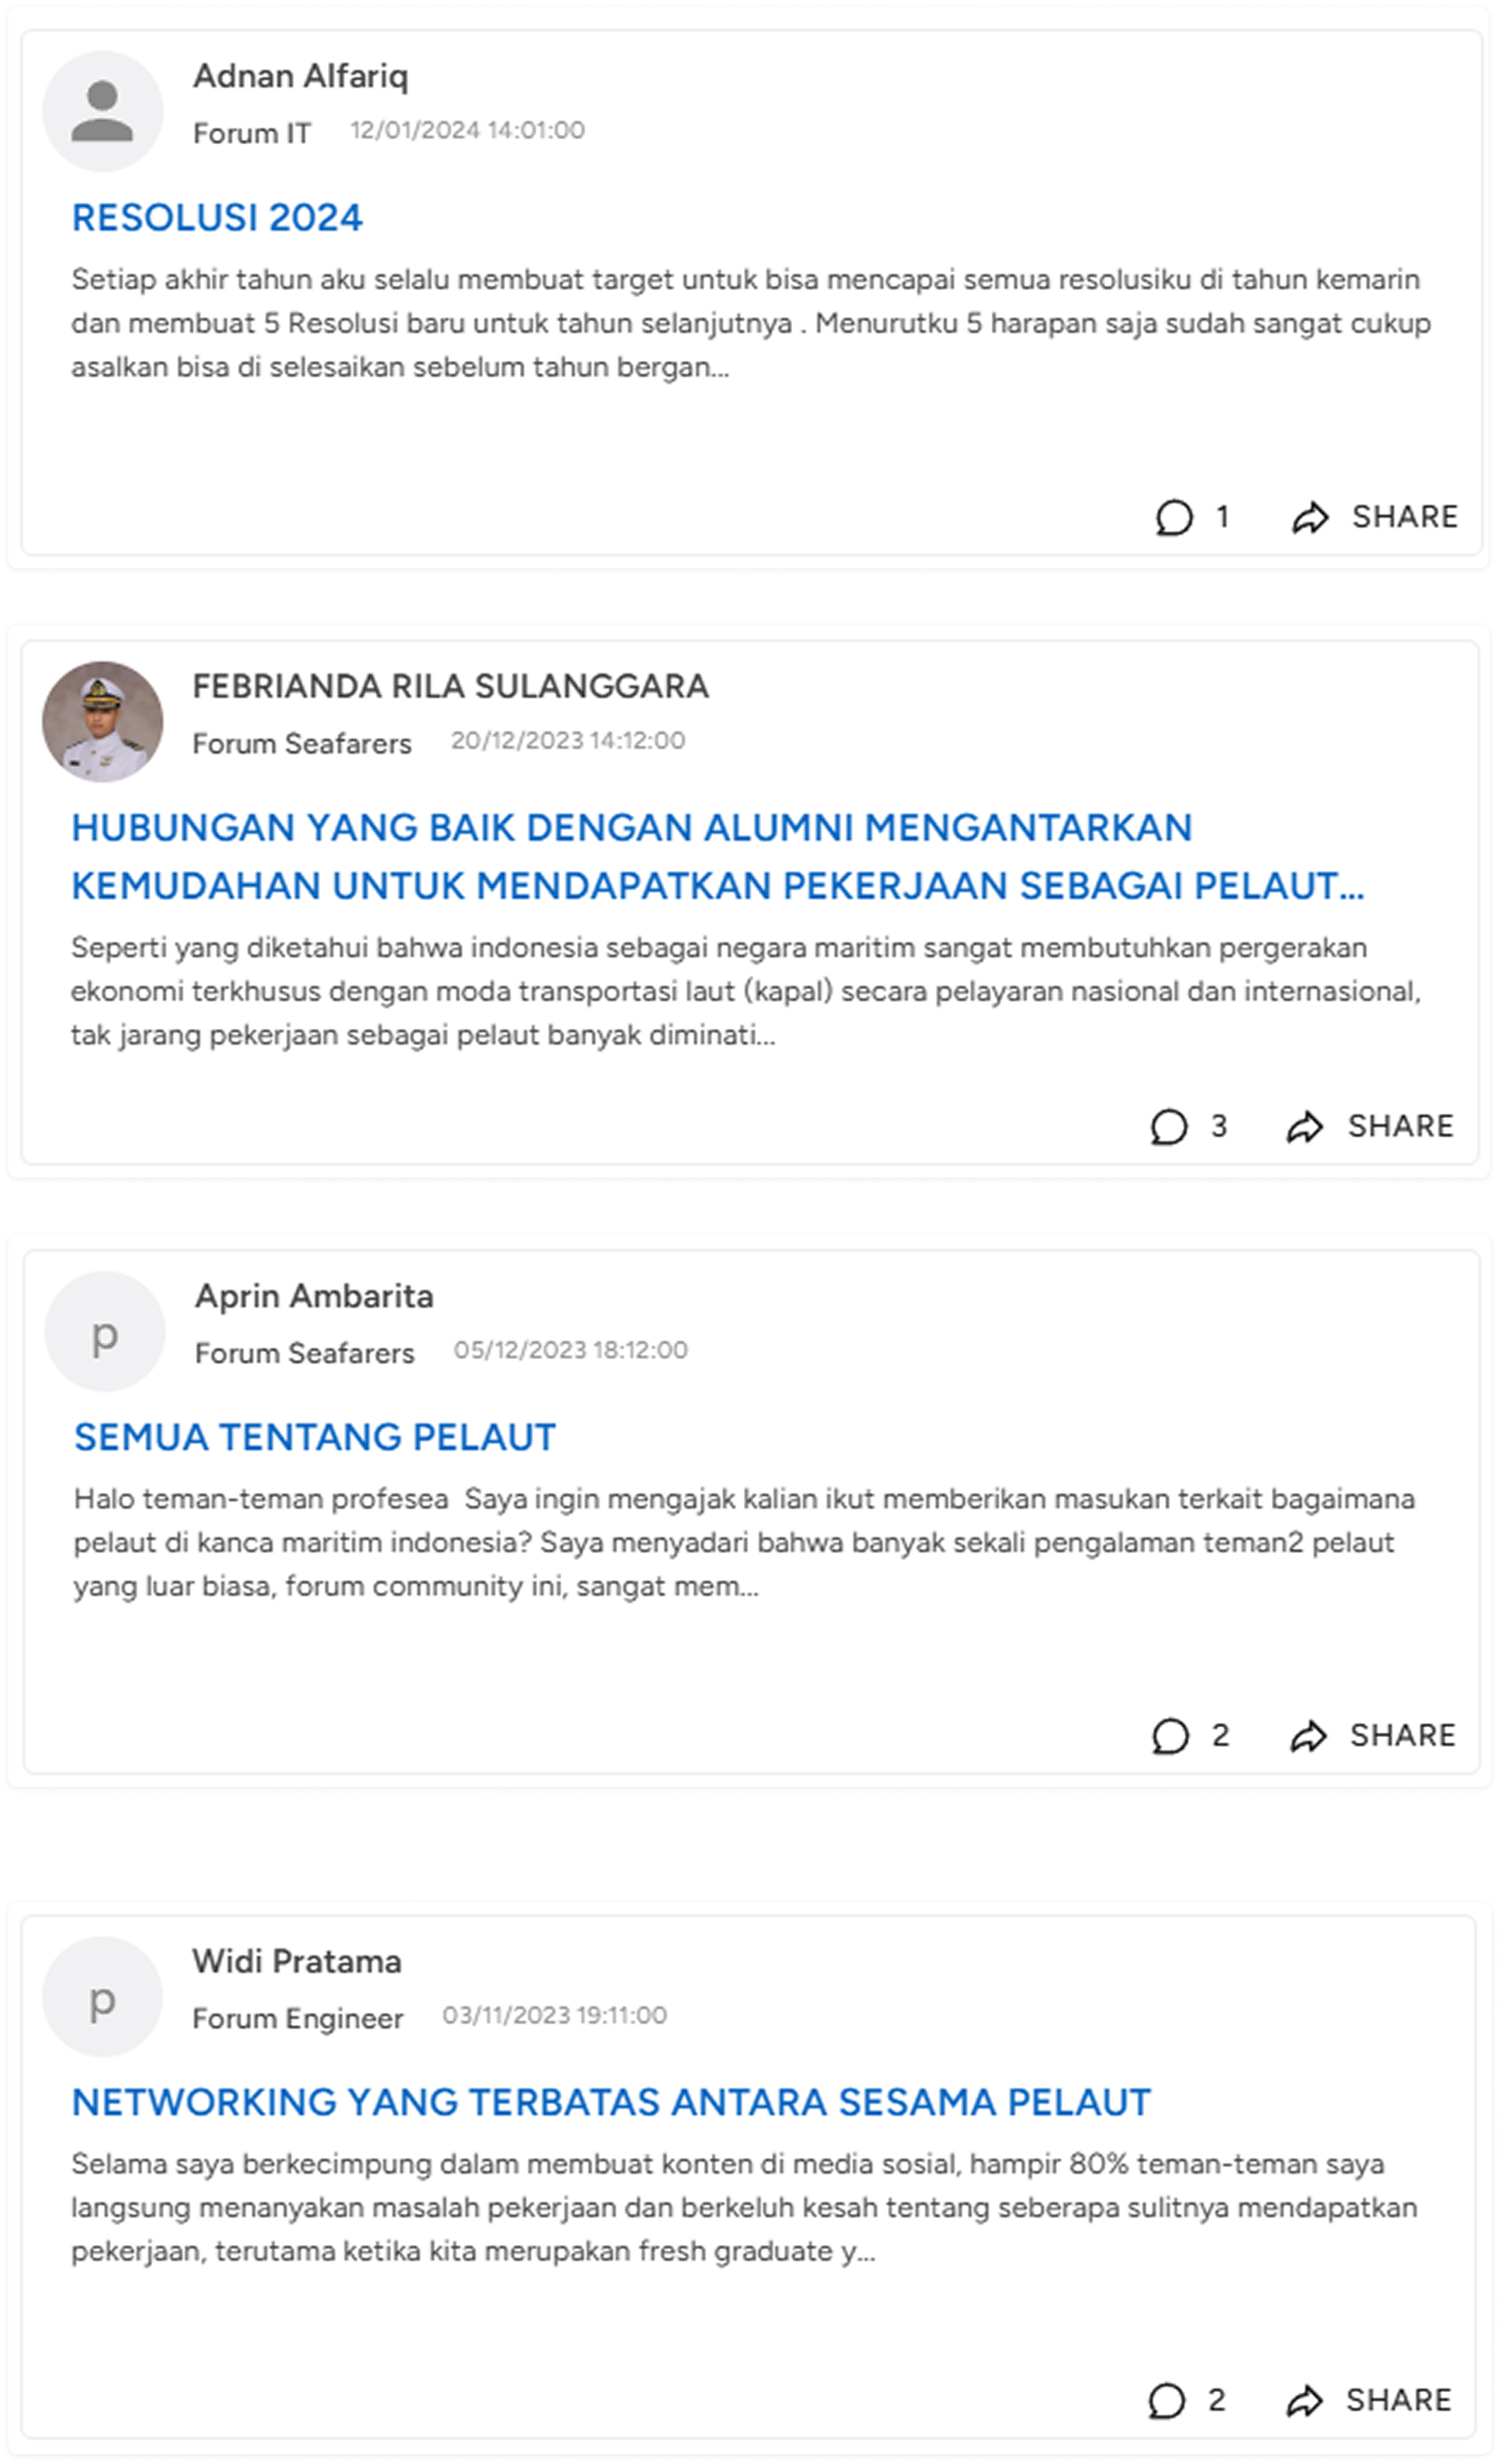 Adnan Alfariq
Forum IT 12/01/2024 14:01:00
RESOLUSI 2024
Setiap akhir tahun aku selalu membuat target untuk bisa mencapai semua resolusiku di tahun kemarin
dan membuat 5 Resolusi baru untuk tahun selanjutnya . Menurutku 5 harapan saja sudah sangat cukup
asalkan bisa di selesaikan sebelum tahun bergan...
1 SHARE
FEBRIANDA RILA SULANGGARA
Forum Seafarers 20/12/2023 14:12:00
HUBUNGAN YANG BAIK DENGAN ALUMNI MENGANTARKAN
KEMUDAHAN UNTUK MENDAPATKAN PEKERJAAN SEBAGAI PELAUT...
Seperti yang diketahui bahwa indonesia sebagai negara maritim sangat membutuhkan pergerakan
ekonomi terkhusus dengan moda transportasi laut (kapal) secara pelayaran nasional dan internasional,
tak jarang pekerjaan sebagai pelaut banyak diminati...
3 SHARE
p
Aprin Ambarita
Forum Seafarers 05/12/2023 18:12:00
SEMUA TENTANG PELAUT
Halo teman-teman profesea  Saya ingin mengajak kalian ikut memberikan masukan terkait bagaimana
pelaut di kanca maritim indonesia? Saya menyadari bahwa banyak sekali pengalaman teman2 pelaut
yang luar biasa, forum community ini, sangat mem...
2 SHARE
p
Widi Pratama
Forum Engineer 03/11/2023 19:11:00
NETWORKING YANG TERBATAS ANTARA SESAMA PELAUT
Selama saya berkecimpung dalam membuat konten di media sosial, hampir 80% teman-teman saya
langsung menanyakan masalah pekerjaan dan berkeluh kesah tentang seberapa sulitnya mendapatkan
pekerjaan, terutama ketika kita merupakan fresh graduate y...
2 SHARE